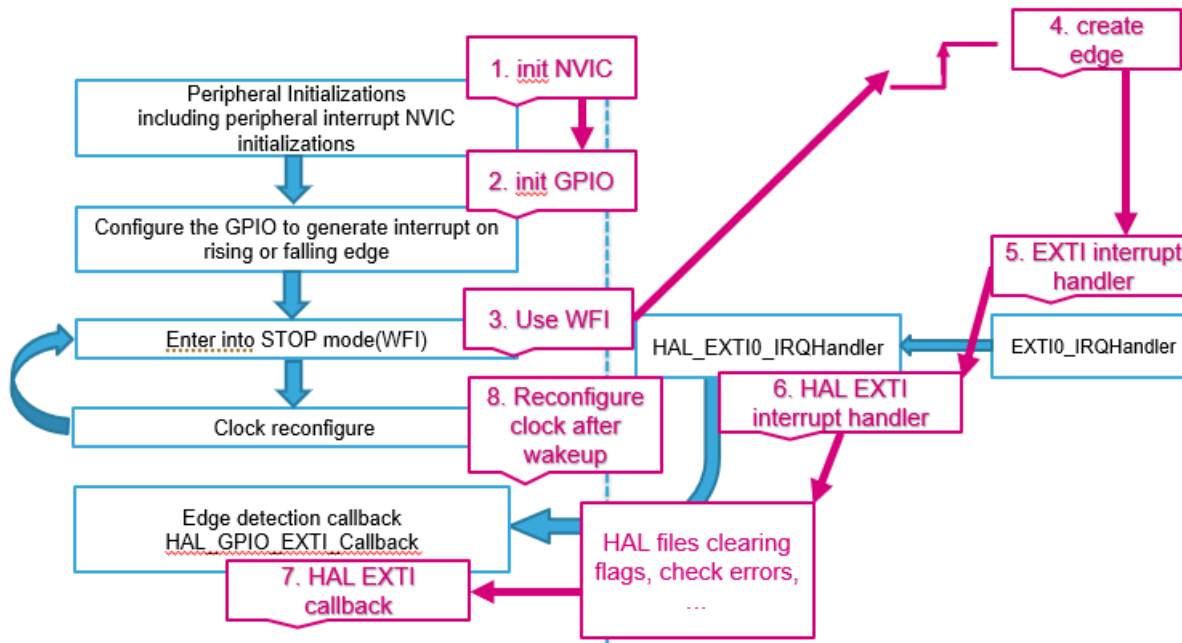 4. create
edge
1. init NVIC
Peripheral Initializations
including peripheral interrupt NVIC
initializations
2. init GPIO
Configure the GPIO to generate interrupt on
rising or falling edge
5. EXTI interrupt
handler
3. Use WFI
Enter into STOP mode(WFI)
HAL_EXTI0_IRQHandler
EXTI0_IRQHandler
6. HAL EXTI
interrupt handler
8. Reconfigure
clock after
wakeup
Clock reconfigure
Edge detection callback
HAL_GPIO_EXTI_Callback
HAL files clearing
flags, check errors,
...
7. HAL EXTI
callback